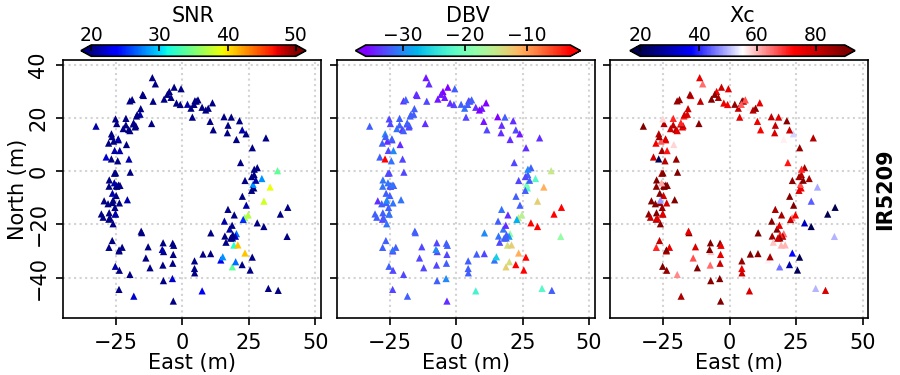 SNR DBV Xc
20 30 40 50 −30 −20 −10 20 40 60 80
40
20
0
−20
−40
North (m)
IR5209
−25 0 25 50 −25 0 25 50 −25 0 25 50
East (m) East (m) East (m)